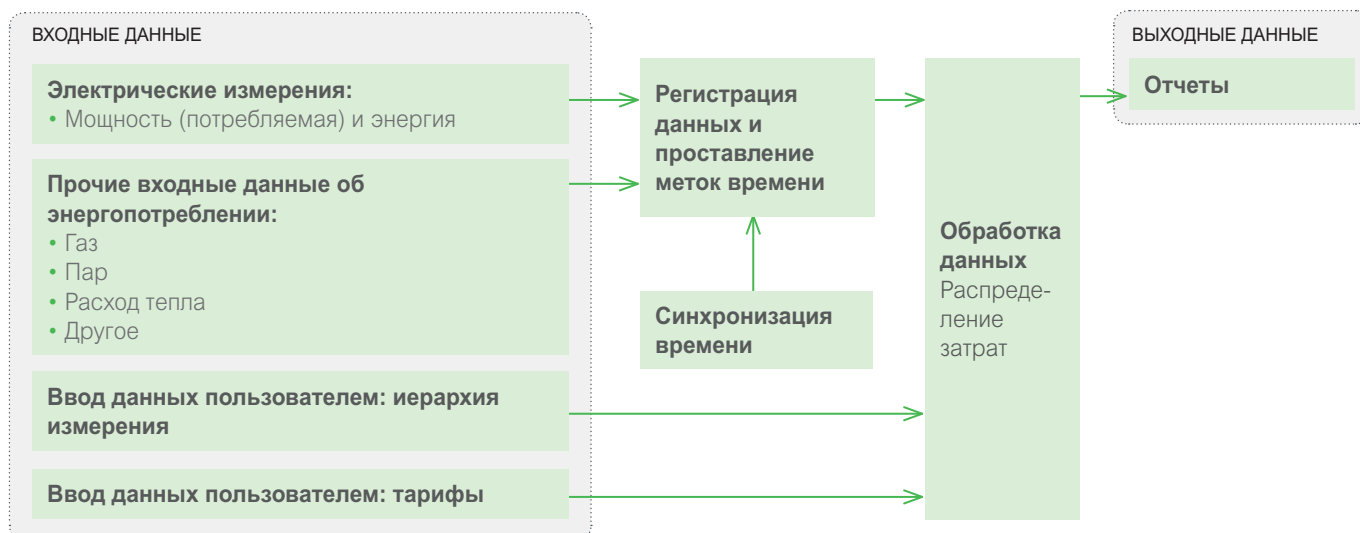 ВХОДНЫЕ ДАННЫЕ
Электрические измерения:
• Мощность (потребляемая) и энергия
Прочие входные данные об
энергопотреблении:
• Газ
• Пар
• Расход тепла
• Другое
Ввод данных пользователем: иерархия
измерения
Ввод данных пользователем: тарифы
Регистрация
данных и
проставление
меток времени
Синхронизация
времени
Обработка
данных
Распреде-
ление
затрат
ВЫХОДНЫЕ ДАННЫЕ
Отчеты